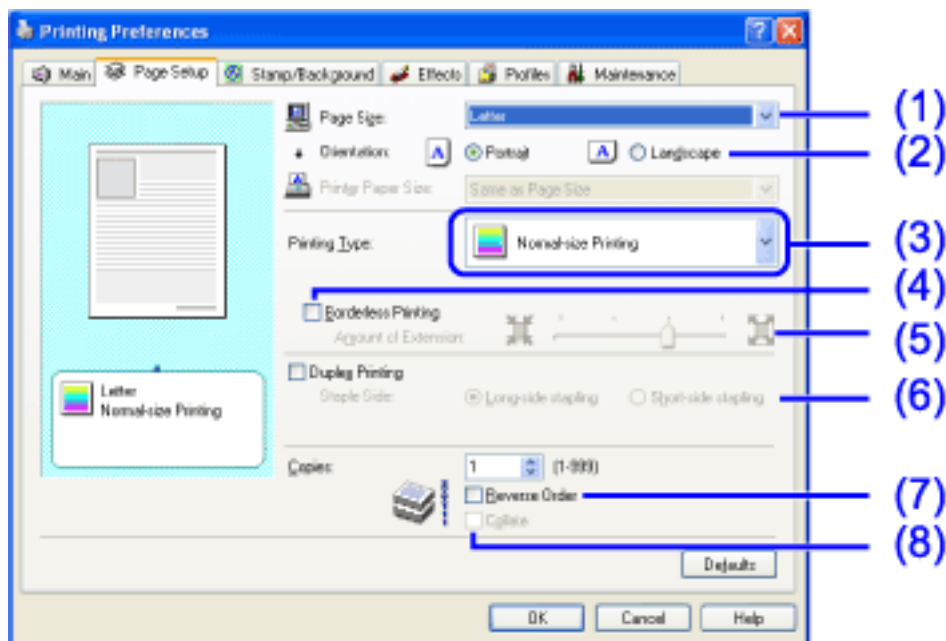 Printing Preferences
Main Page Setup Stamp/Background Effects Profiles Maintenance
Page Size: Letter (1)
Orientation: A Portrait A Landscape (2)
Printer Paper Size: Same as Page Size
Printing Type: Normal-size Printing (3)
(4)
Borderless Printing
Amount of Extension: (5)
Duplex Printing
Staple Side: Long-side stapling Short-side stapling (6)
Letter
Normal-size Printing
Copies: 1 (1-999)
Reverse Order (7)
Collate (8)
Defaults
OK Cancel Help